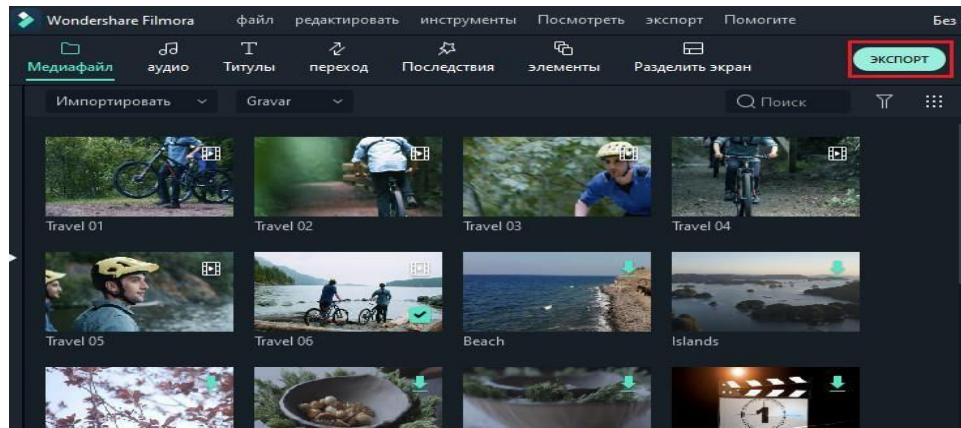 Wondershare Filmora файл редактировать инструменты Посмотреть экспорт Помогите Без
Медиафайл аудио Титулы переход Последствия элементы Разделить экран экспорт
Импортировать Gravar Поиск
Travel 01 Travel 02 Travel 03 Travel 04
Travel 05 Travel 06 Beach Islands
1